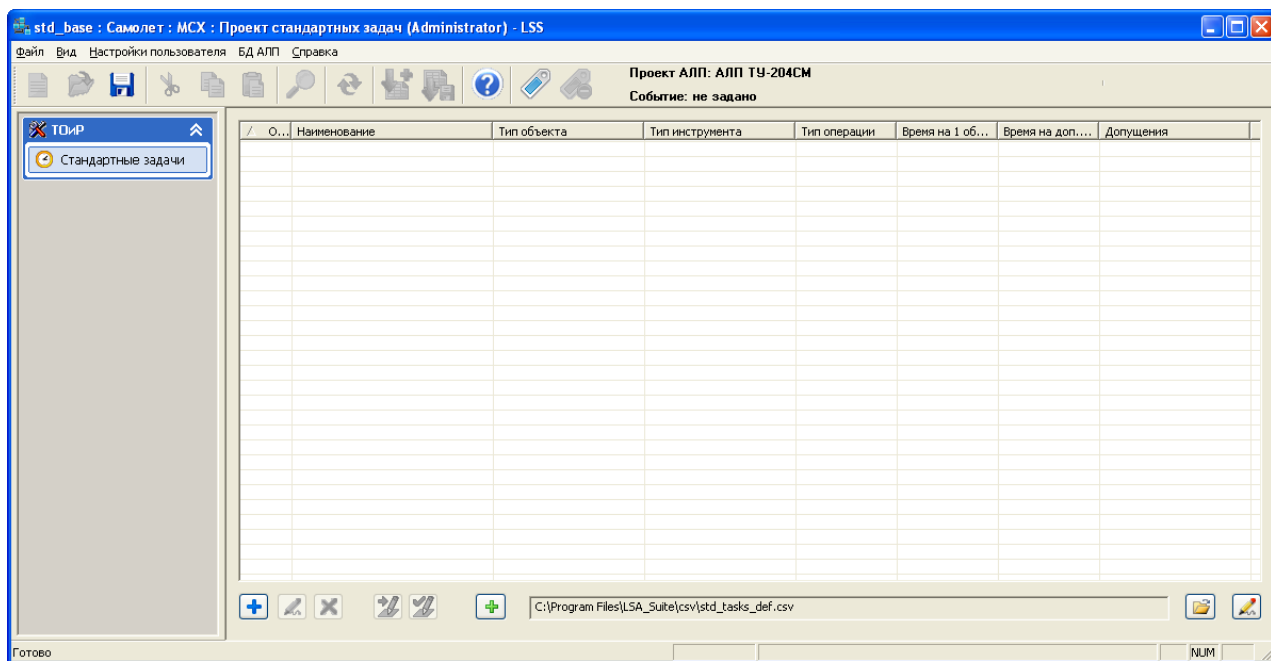 std_base : Самолет : МСХ : Проект стандартных задач (Administrator) - LSS
Файл Вид Настройки пользователя БД АЛП Справка
Проект АЛП: АЛП ТУ-204СМ
Событие: не задано
ТОиР
Стандартные задачи
О... Наименование Тип объекта Тип инструмента Тип операции Время на 1 об... Время на доп.... Допущения
C:\Program Files\LSA_Suite\csv\std_tasks_def.csv
Готово NUM